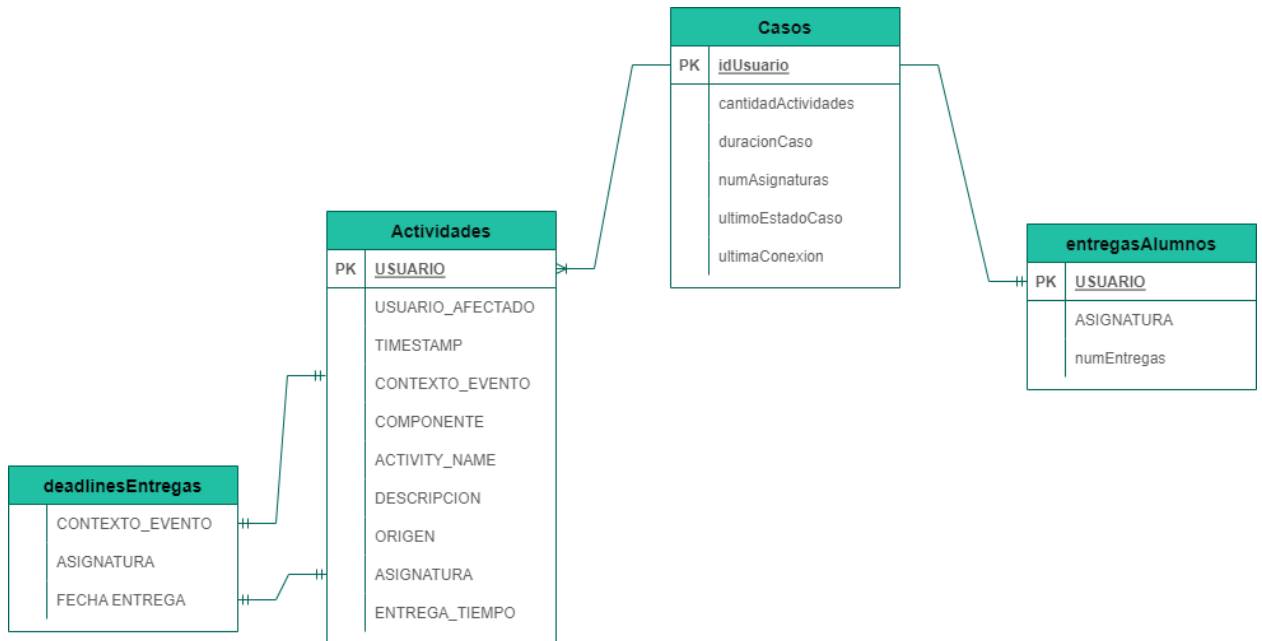 Casos
PK idUsuario
cantidadActividades
duracionCaso
numAsignaturas
ultimoEstadoCaso
ultimaConexion
Actividades
PK USUARIO
USUARIO_AFECTADO
TIMESTAMP
CONTEXTO_EVENTO
COMPONENTE
ACTIVITY_NAME
DESCRIPCION
ORIGEN
ASIGNATURA
ENTREGA_TIEMPO
entregasAlumnos
PK USUARIO
ASIGNATURA
numEntregas
deadlinesEntregas
CONTEXTO_EVENTO
ASIGNATURA
FECHA ENTREGA